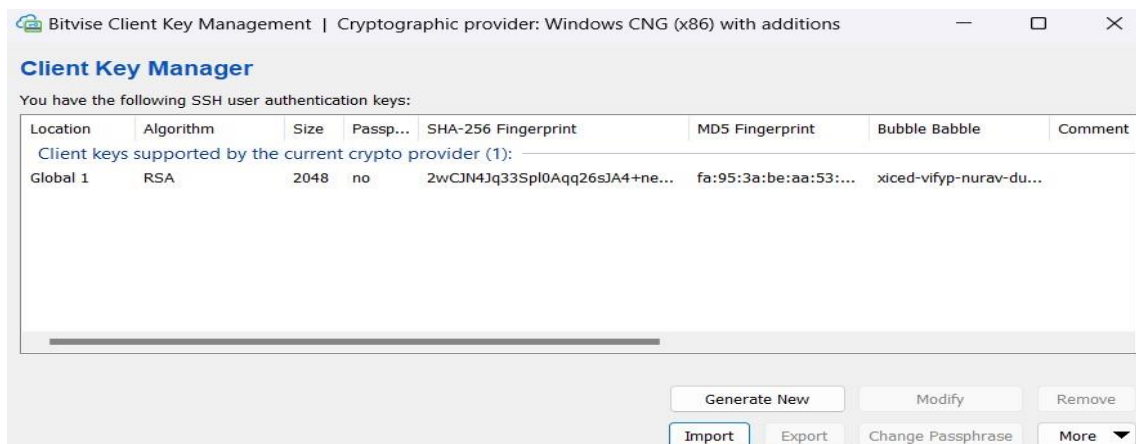 Bitvise Client Key Management | Cryptographic provider: Windows CNG (x86) with additions
Client Key Manager
You have the following SSH user authentication keys:
Location Algorithm Size Passp... SHA-256 Fingerprint MD5 Fingerprint Bubble Babble Comment
Client keys supported by the current crypto provider (1):
Global 1 RSA 2048 no 2wCJN4Jq33Spl0Aqq26sJA4+ne... fa:95:3a:be:aa:53:... xiced-vifyp-nurav-du...
Generate New Modify Remove
Import Export Change Passphrase More